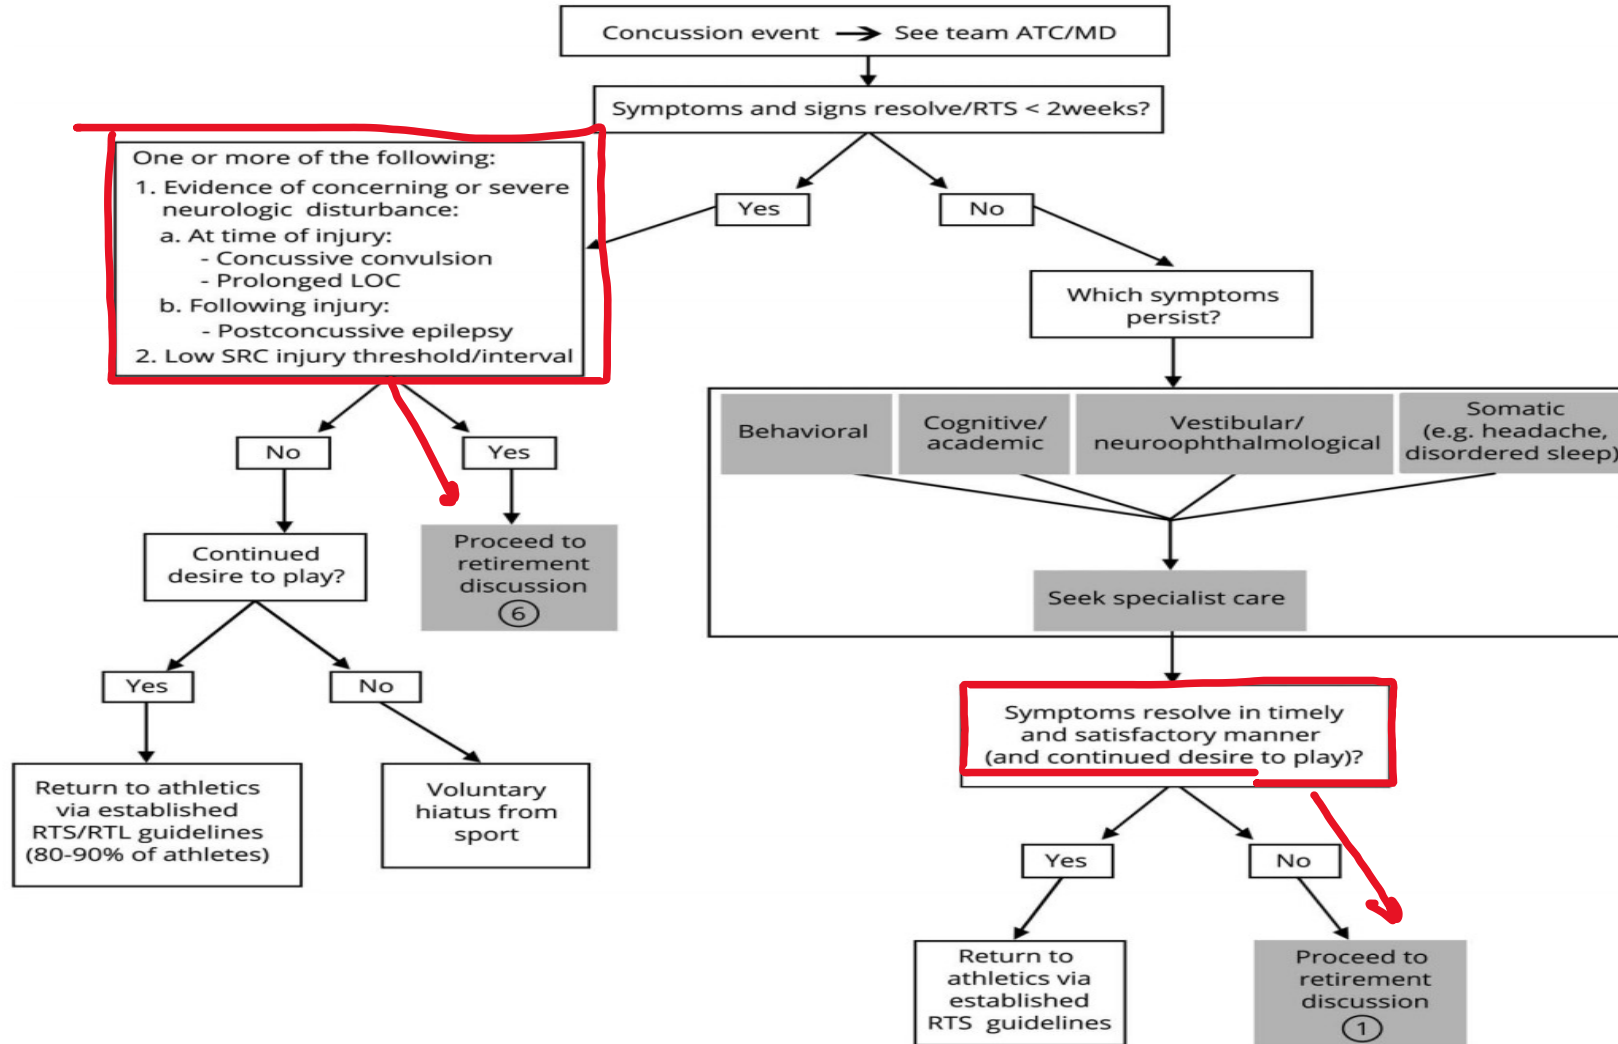 Concussion event → See team ATC/MD
Symptoms and signs resolve/RTS < 2weeks?
Yes
No
One or more of the following:
1. Evidence of concerning or severe
neurologic disturbance:
a. At time of injury:
- Concussive convulsion
- Prolonged LOC
b. Following injury:
- Postconcussive epilepsy
2. Low SRC injury threshold/interval
No
Yes
Continued
desire to play?
Proceed to
retirement
discussion
6
Yes
No
Return to athletics
via established
RTS/RTL guidelines
(80-90% of athletes)
Voluntary
hiatus from
sport
Which symptoms
persist?
Behavioral
Cognitive/
academic
Vestibular/
neuroophthalmological
Somatic
(e.g. headache,
disordered sleep)
Seek specialist care
Symptoms resolve in timely
and satisfactory manner
(and continued desire to play)?
Yes
No
Return to
athletics via
established
RTS guidelines
Proceed to
retirement
discussion
1